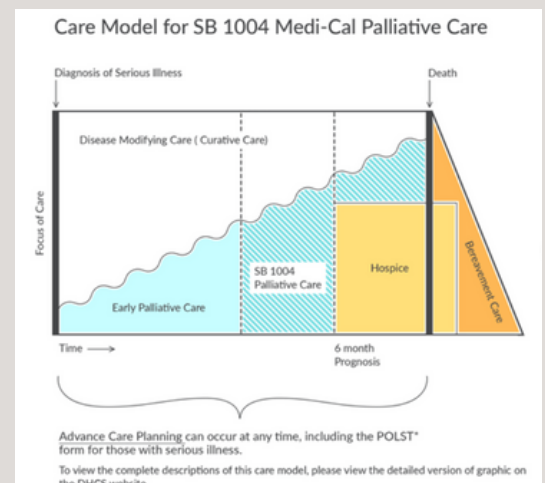 Care Model for SB 1004 Medi-Cal Palliative Care
Diagnosis of Serious Illness
Death
Disease Modifying Care ( Curative Care)
Focus of Care
SB 1004
Palliative Care
Hospice
Bereavement Care
Early Palliative Care
Time
6 month
Prognosis
Advance Care Planning can occur at any time, including the POLST*
form for those with serious illness.
To view the complete descriptions of this care model, please view the detailed version of graphic on
the DHCS website